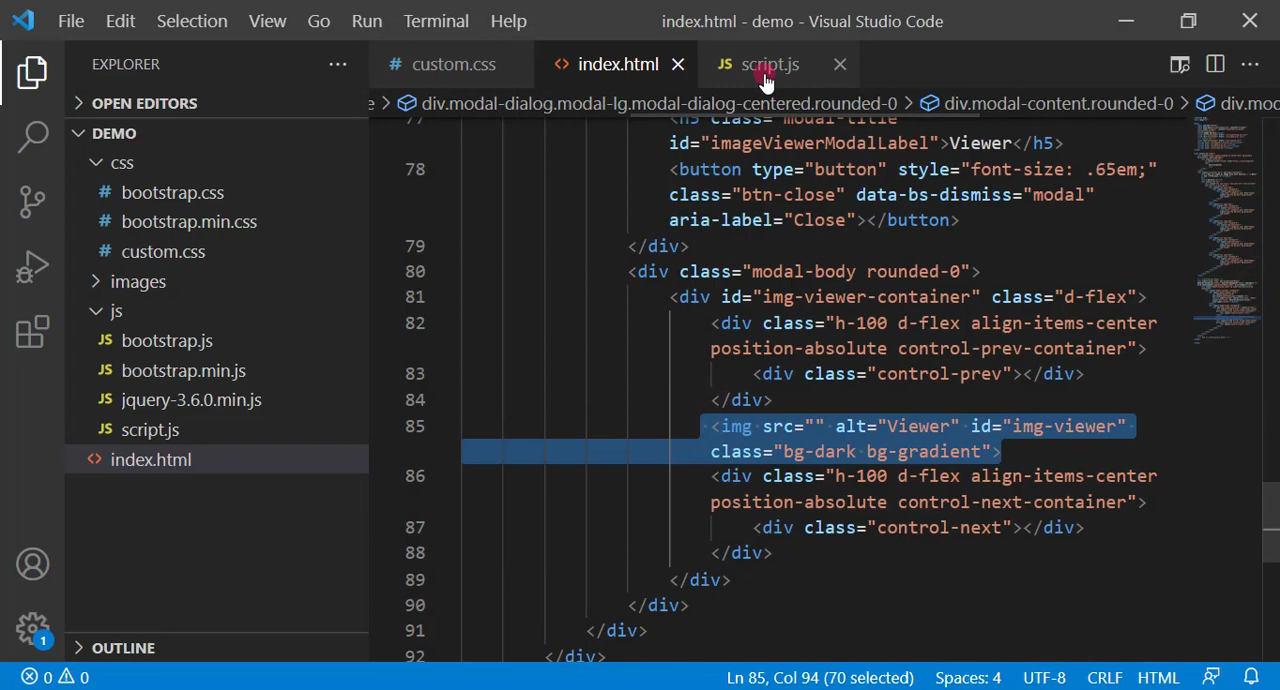 File Edit Selection View Go Run Terminal Help index.html - demo - Visual Studio Code
EXPLORER
OPEN EDITORS
DEMO
css
# bootstrap.css
# bootstrap.min.css
# custom.css
images
js
JS bootstrap.js
JS bootstrap.min.js
JS jquery-3.6.0.min.js
JS script.js
<> index.html
OUTLINE
1
# custom.css <> index.html JS script.js
e > div.modal-dialog.modal-lg.modal-dialog-centered.rounded-0 > div.modal-content.rounded-0 > div.mod
77 <h5 class="modal-title"
id="imageViewerModalLabel">Viewer</h5>
78 <button type="button" style="font-size: .65em;"
class="btn-close" data-bs-dismiss="modal"
aria-label="Close"></button>
79 </div>
80 <div class="modal-body rounded-0">
81 <div id="img-viewer-container" class="d-flex">
82 <div class="h-100 d-flex align-items-center
position-absolute control-prev-container">
83 <div class="control-prev"></div>
84 </div>
85 <img src="" alt="Viewer" id="img-viewer"
class="bg-dark bg-gradient">
86 <div class="h-100 d-flex align-items-center
position-absolute control-next-container">
87 <div class="control-next"></div>
88 </div>
89 </div>
90 </div>
91 </div>
92 </div>
0 0 Ln 85, Col 94 (70 selected) Spaces: 4 UTF-8 CRLF HTML